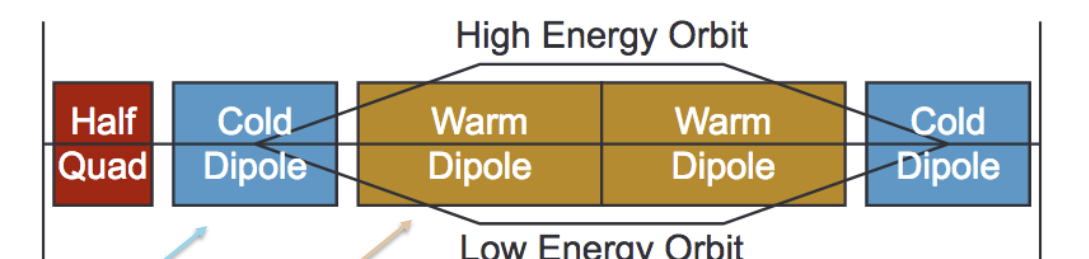 High Energy Orbit
Half
Quad
Cold
Dipole
Warm
Dipole
Warm
Dipole
Cold
Dipole
Low Energy Orbit